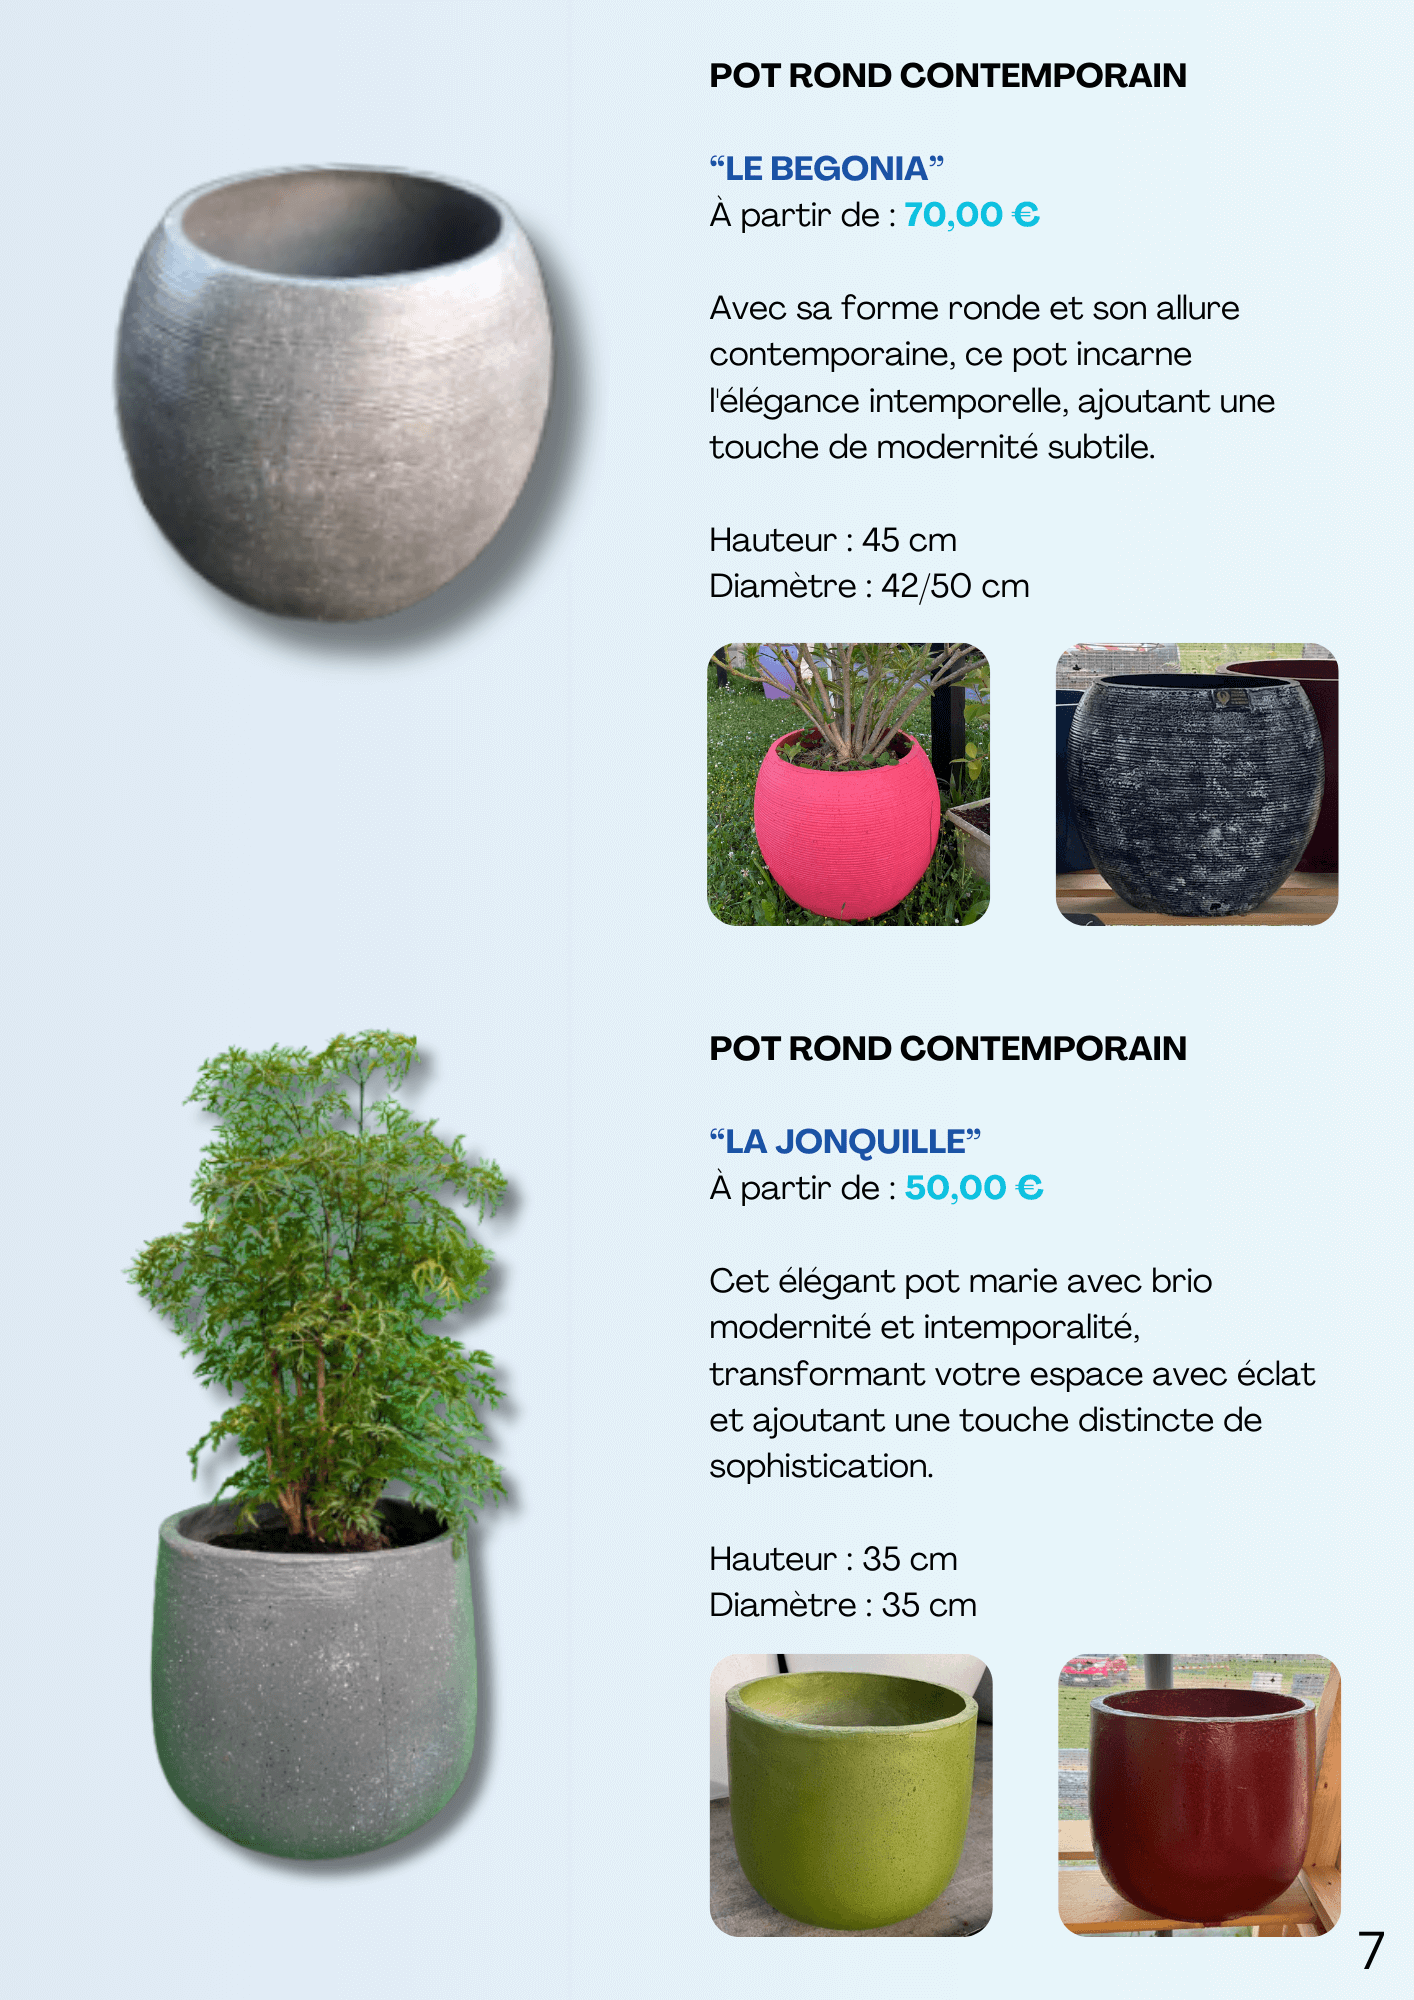 POT ROND CONTEMPORAIN
“LE BEGONIA”
À partir de : 70,00 €
Avec sa forme ronde et son allure
contemporaine, ce pot incarne
l'élégance intemporelle, ajoutant une
touche de modernité subtile.
Hauteur : 45 cm
Diamètre : 42/50 cm
POT ROND CONTEMPORAIN
“LA JONQUILLE”
À partir de : 50,00 €
Cet élégant pot marie avec brio
modernité et intemporalité,
transformant votre espace avec éclat
et ajoutant une touche distincte de
sophistication.
Hauteur : 35 cm
Diamètre : 35 cm
7